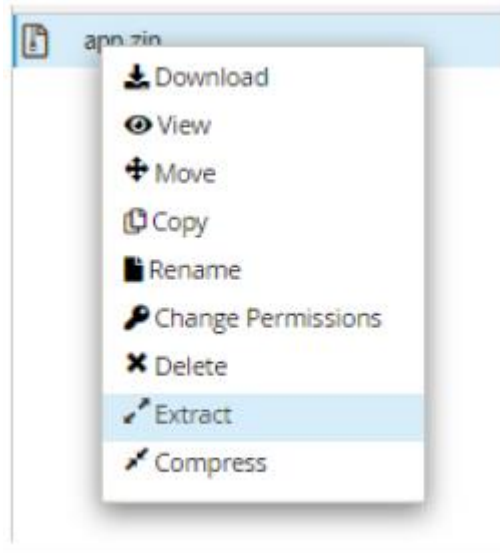 app.zip
Download
View
Move
Copy
Rename
Change Permissions
Delete
Extract
Compress